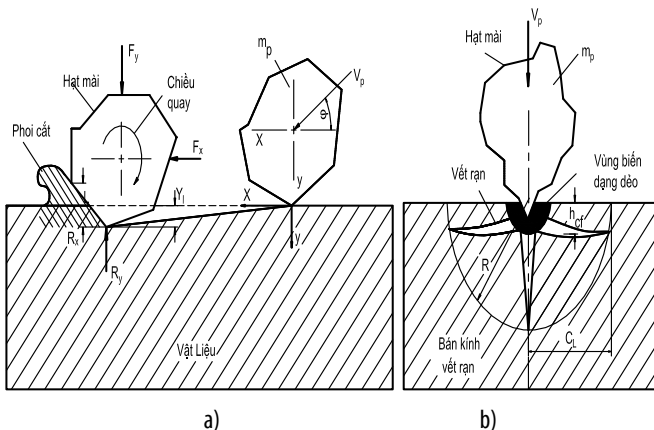 F_y
Hạt mài
Chiều
quay
Phoi cắt
F_x
R_x
R_y
Y_I
m_p
V_p
φ
X
y
X
y
Vật Liệu
a)
V_p
Hạt mài
m_p
Vết rạn
Vùng biến
dạng dẻo
h_cf
R
Bán kính
vết rạn
C_L
b)